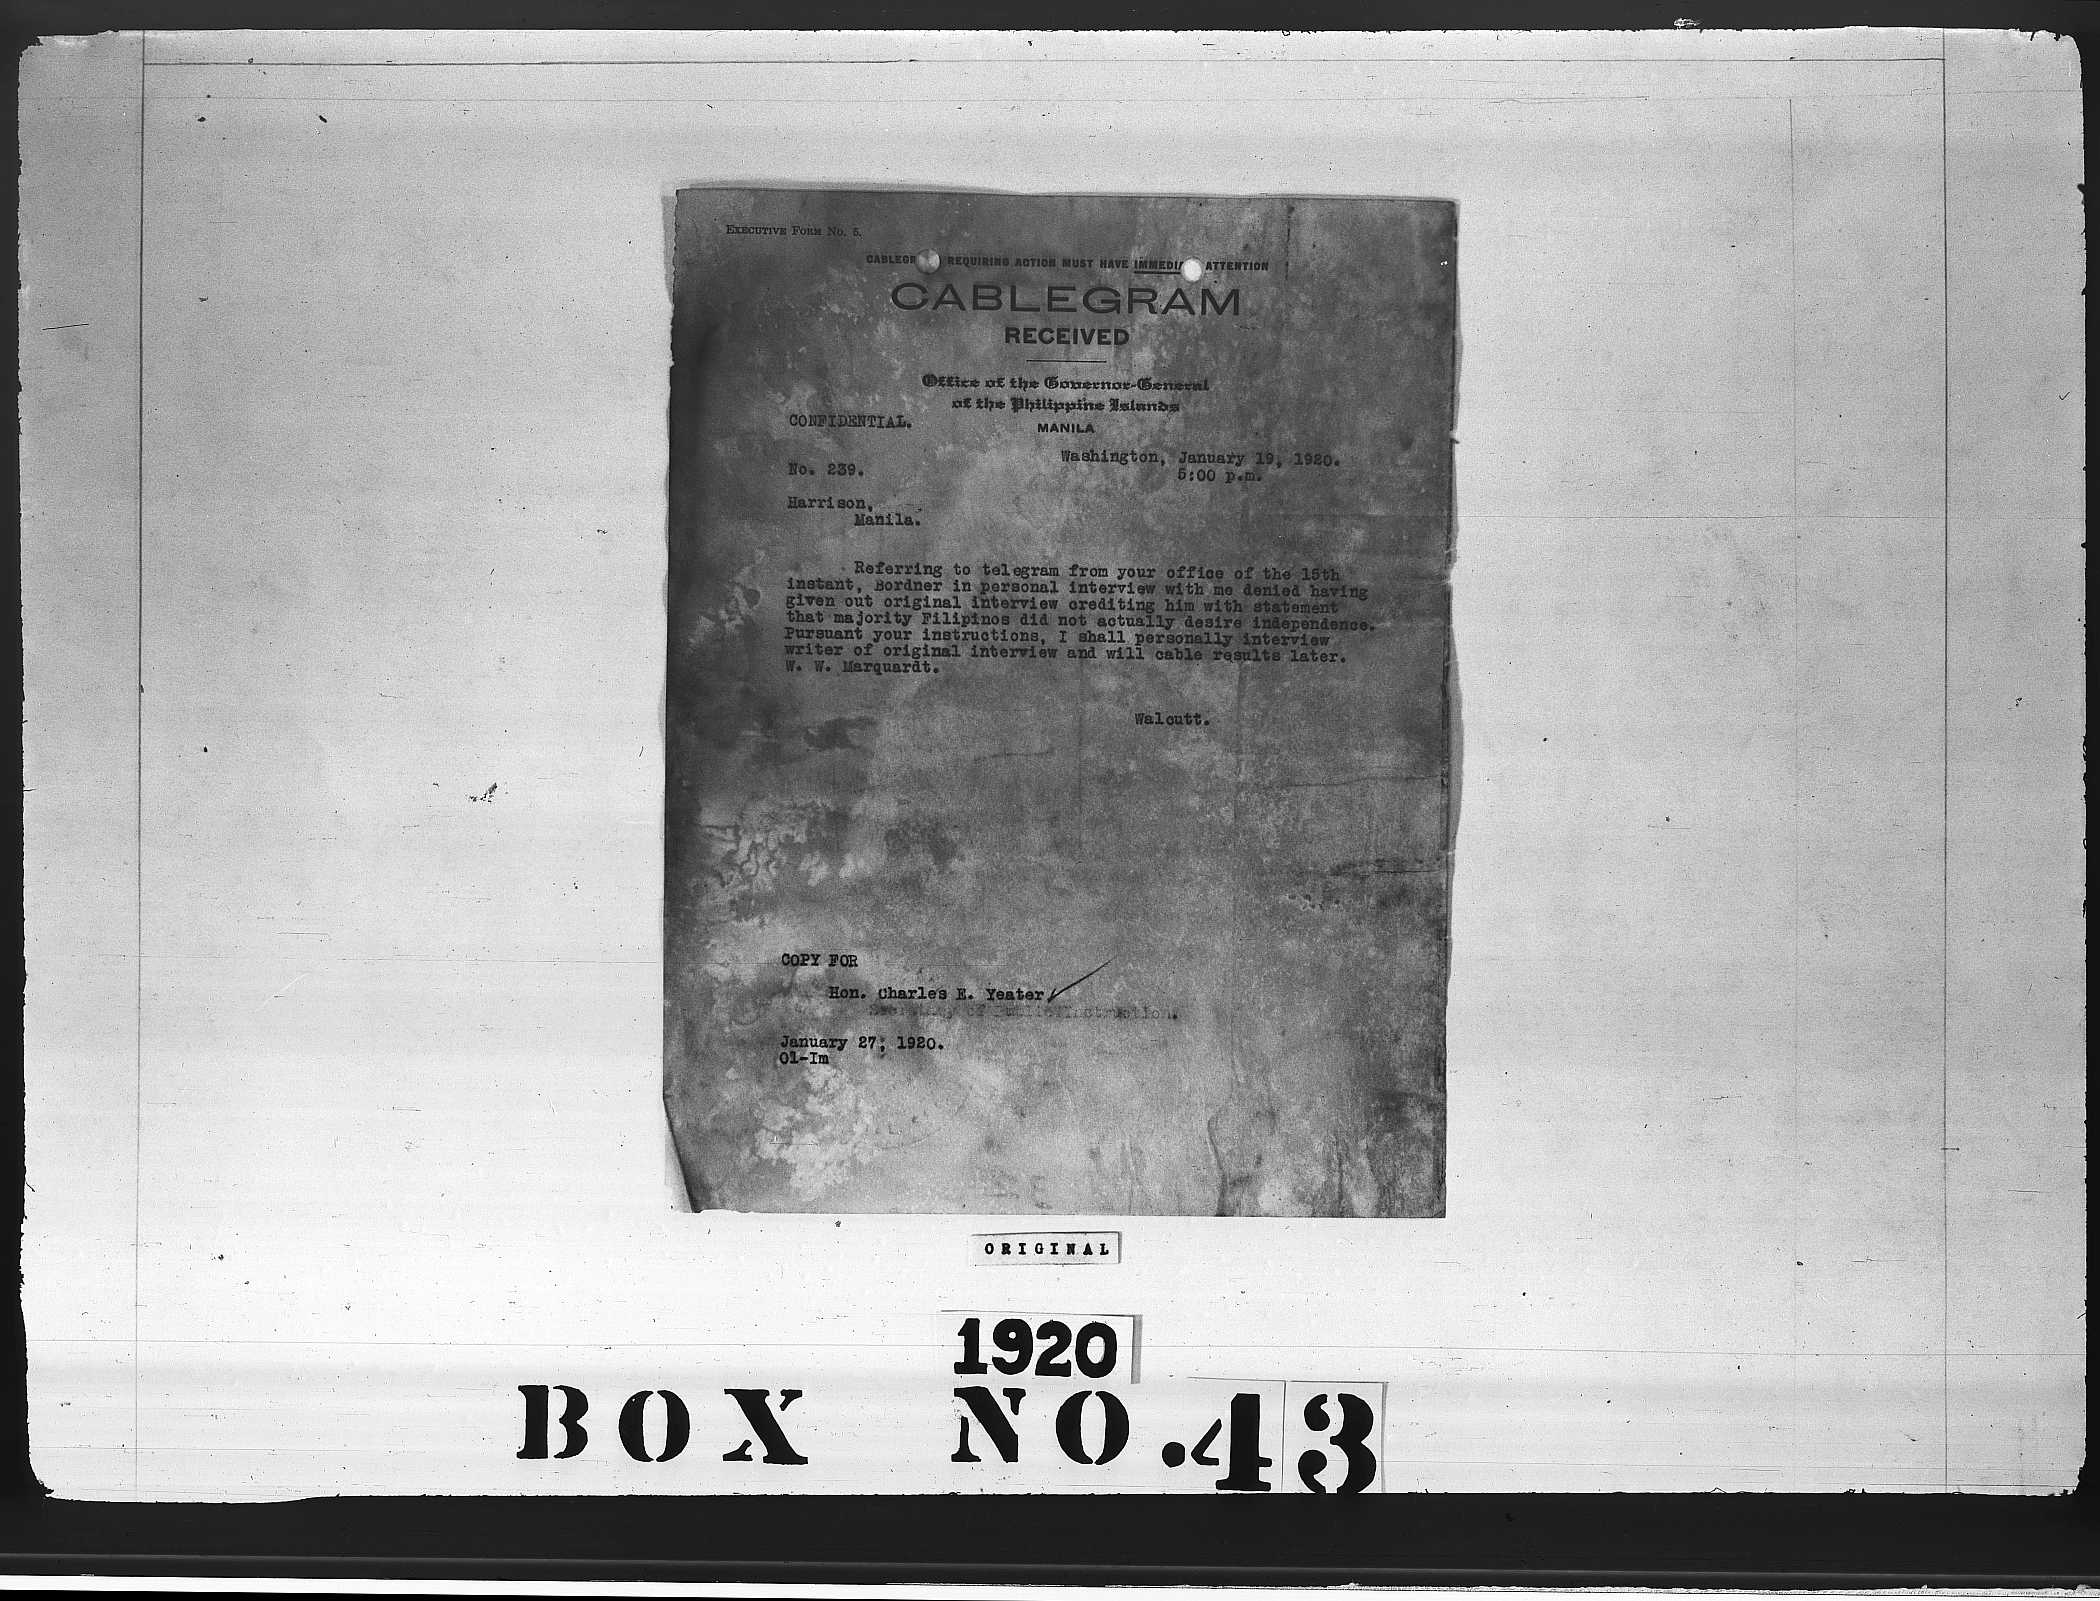 EXECUTIVE FORM NO. 5.
CABLEGR REQUIRING ACTION MUST HAVE IMMEDI ATTENTION
CABLEGRAM
RECEIVED
Office of the Governor-General
of the Philippine Islands
CONFIDENTIAL.
MANILA
Washington, January 19, 1920.
No. 239.
5:00 p.m.
Harrison,
Manila.
Referring to telegram from your office of the 15th
instant, Bordner in personal interview with me denied having
given out original interview crediting him with statement
that majority Filipinos did not actually desire independence.
Pursuant your instructions, I shall personally interview
writer of original interview and will cable results later.
W. W. Marquardt.
Walcutt.
COPY FOR
Hon. Charles E. Yeater
Secretary of Public Instruction.
January 27, 1920.
Ol-Im
ORIGINAL
1920
BOX NO. 43